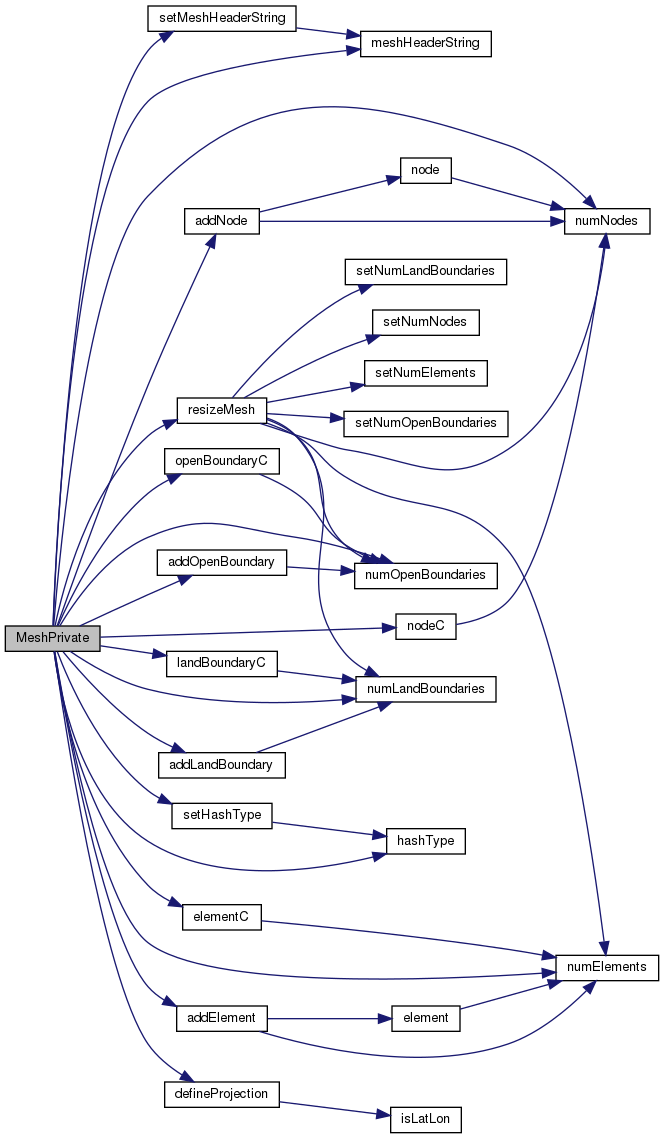 setMeshHeaderString
meshHeaderString
node
addNode
numNodes
setNumLandBoundaries
setNumNodes
setNumElements
resizeMesh
setNumOpenBoundaries
openBoundaryC
addOpenBoundary
numOpenBoundaries
nodeC
MeshPrivate
landBoundaryC
numLandBoundaries
addLandBoundary
setHashType
hashType
elementC
numElements
addElement
element
defineProjection
isLatLon